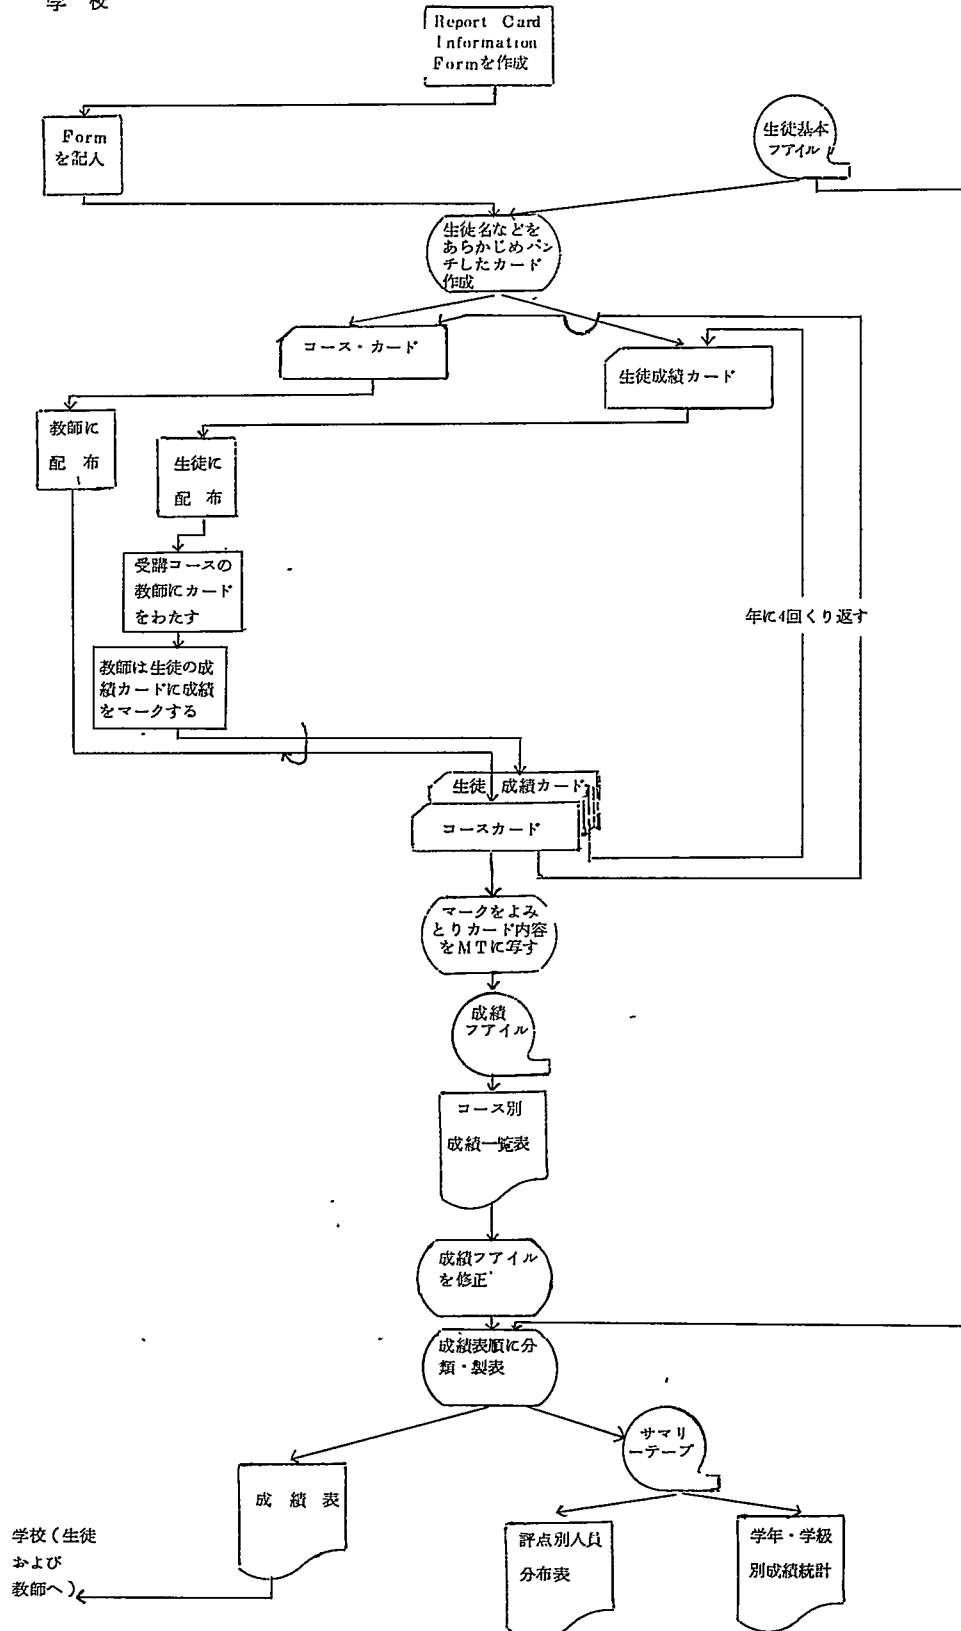 学 校
Report Card
Information
Formを作成
Form
を記入
生徒基本
フアイル
生徒名などを
あらかじめパン
チしたカード
作成
コース・カード
生徒成績カード
教師に
配 布
生徒に
配 布
受講コースの
教師にカード
をわたす
年に4回くり返す
教師は生徒の成
績カードに成績
をマークする
生徒 成績カード
コースカード
マークをよみ
とりカード内容
をMTに写す
成績
フアイル
コース別
成績一覧表
成績フアイル
を修正
成績表順に分
類・製表
サマリ
ーテープ
成 績 表
学校(生徒
および
教師へ)
評点別人員
分布表
学年・学級
別成績統計